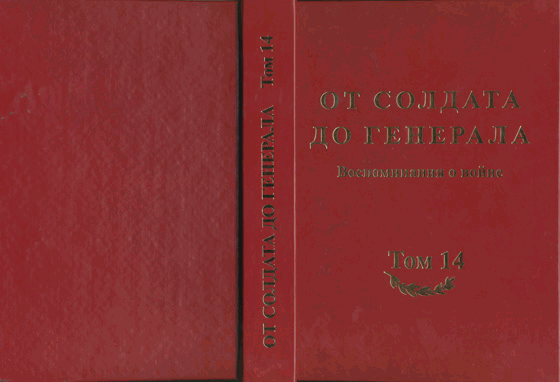 ОТ СОЛДАТА ДО ГЕНЕРАЛА Том 14
ОТ СОЛДАТА
ДО ГЕНЕРАЛА
Воспоминания о войне
Том 14